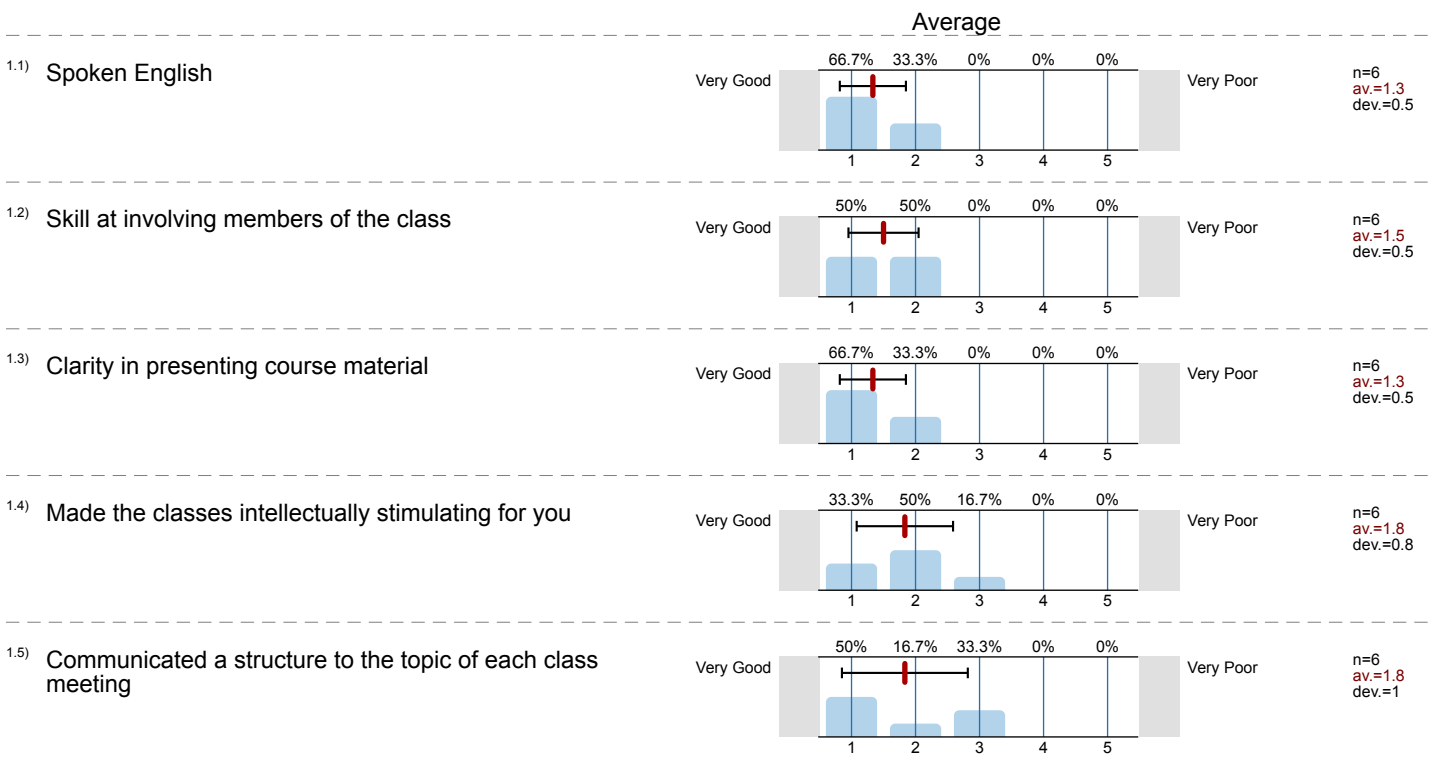 Average
1.1) Spoken English
66.7% 33.3% 0% 0% 0%
Very Good
Very Poor
1 2 3 4 5
n=6
av.=1.3
dev.=0.5
1.2) Skill at involving members of the class
50% 50% 0% 0% 0%
Very Good
Very Poor
1 2 3 4 5
n=6
av.=1.5
dev.=0.5
1.3) Clarity in presenting course material
66.7% 33.3% 0% 0% 0%
Very Good
Very Poor
1 2 3 4 5
n=6
av.=1.3
dev.=0.5
1.4) Made the classes intellectually stimulating for you
33.3% 50% 16.7% 0% 0%
Very Good
Very Poor
1 2 3 4 5
n=6
av.=1.8
dev.=0.8
1.5) Communicated a structure to the topic of each class
meeting
50% 16.7% 33.3% 0% 0%
Very Good
Very Poor
1 2 3 4 5
n=6
av.=1.8
dev.=1